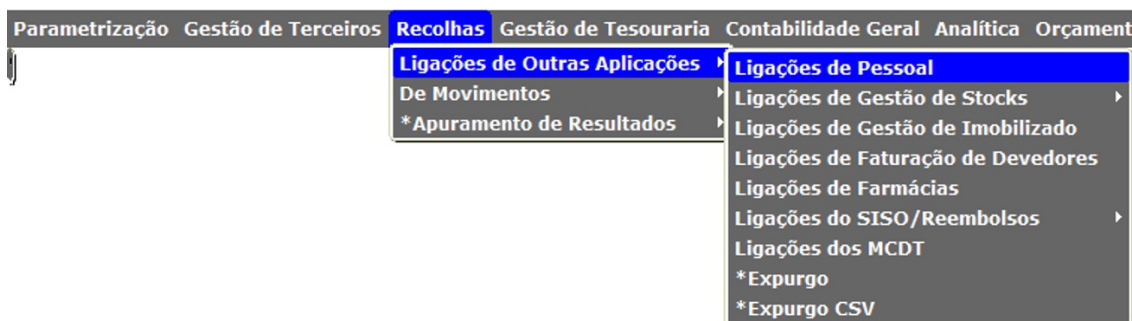 Parametrização Gestão de Terceiros Recolhas Gestão de Tesouraria Contabilidade Geral Analítica Orçament
Ligações de Outras Aplicações
De Movimentos
*Apuramento de Resultados
Ligações de Pessoal
Ligações de Gestão de Stocks
Ligações de Gestão de Imobilizado
Ligações de Faturação de Devedores
Ligações de Farmácias
Ligações do SISO/Reembolsos
Ligações dos MCDT
*Expurgo
*Expurgo CSV